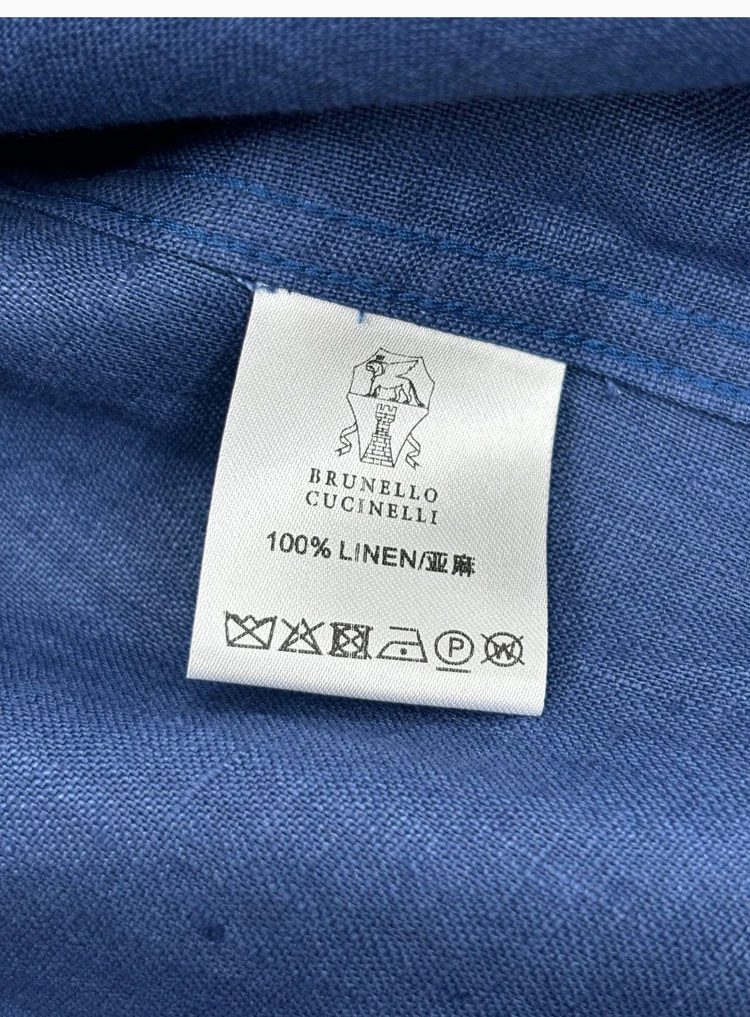 BRUNELLO
CUCINELLI
100% LINEN/亚麻
P W